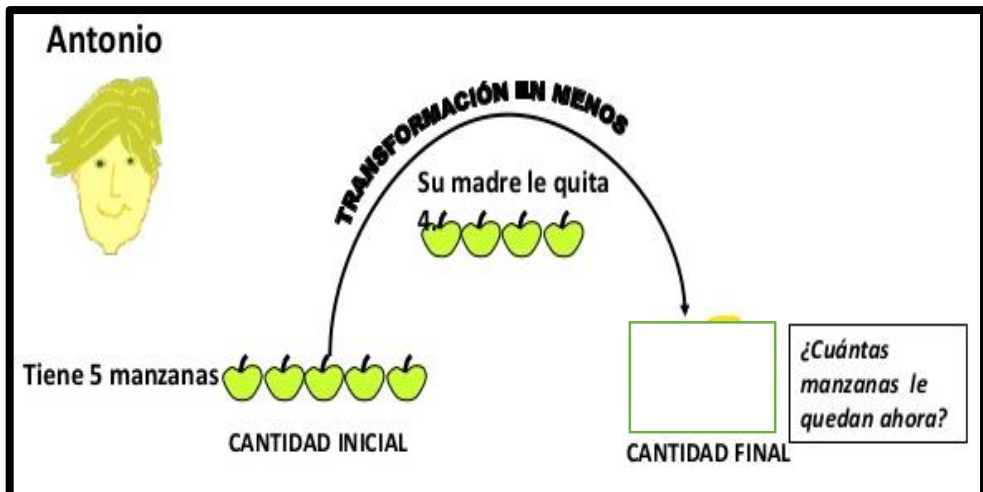 Antonio
TRANSFORMACIÓN EN MENOS
Su madre le quita
4.
Tiene 5 manzanas
¿Cuántas
manzanas le
quedan ahora?
CANTIDAD INICIAL
CANTIDAD FINAL